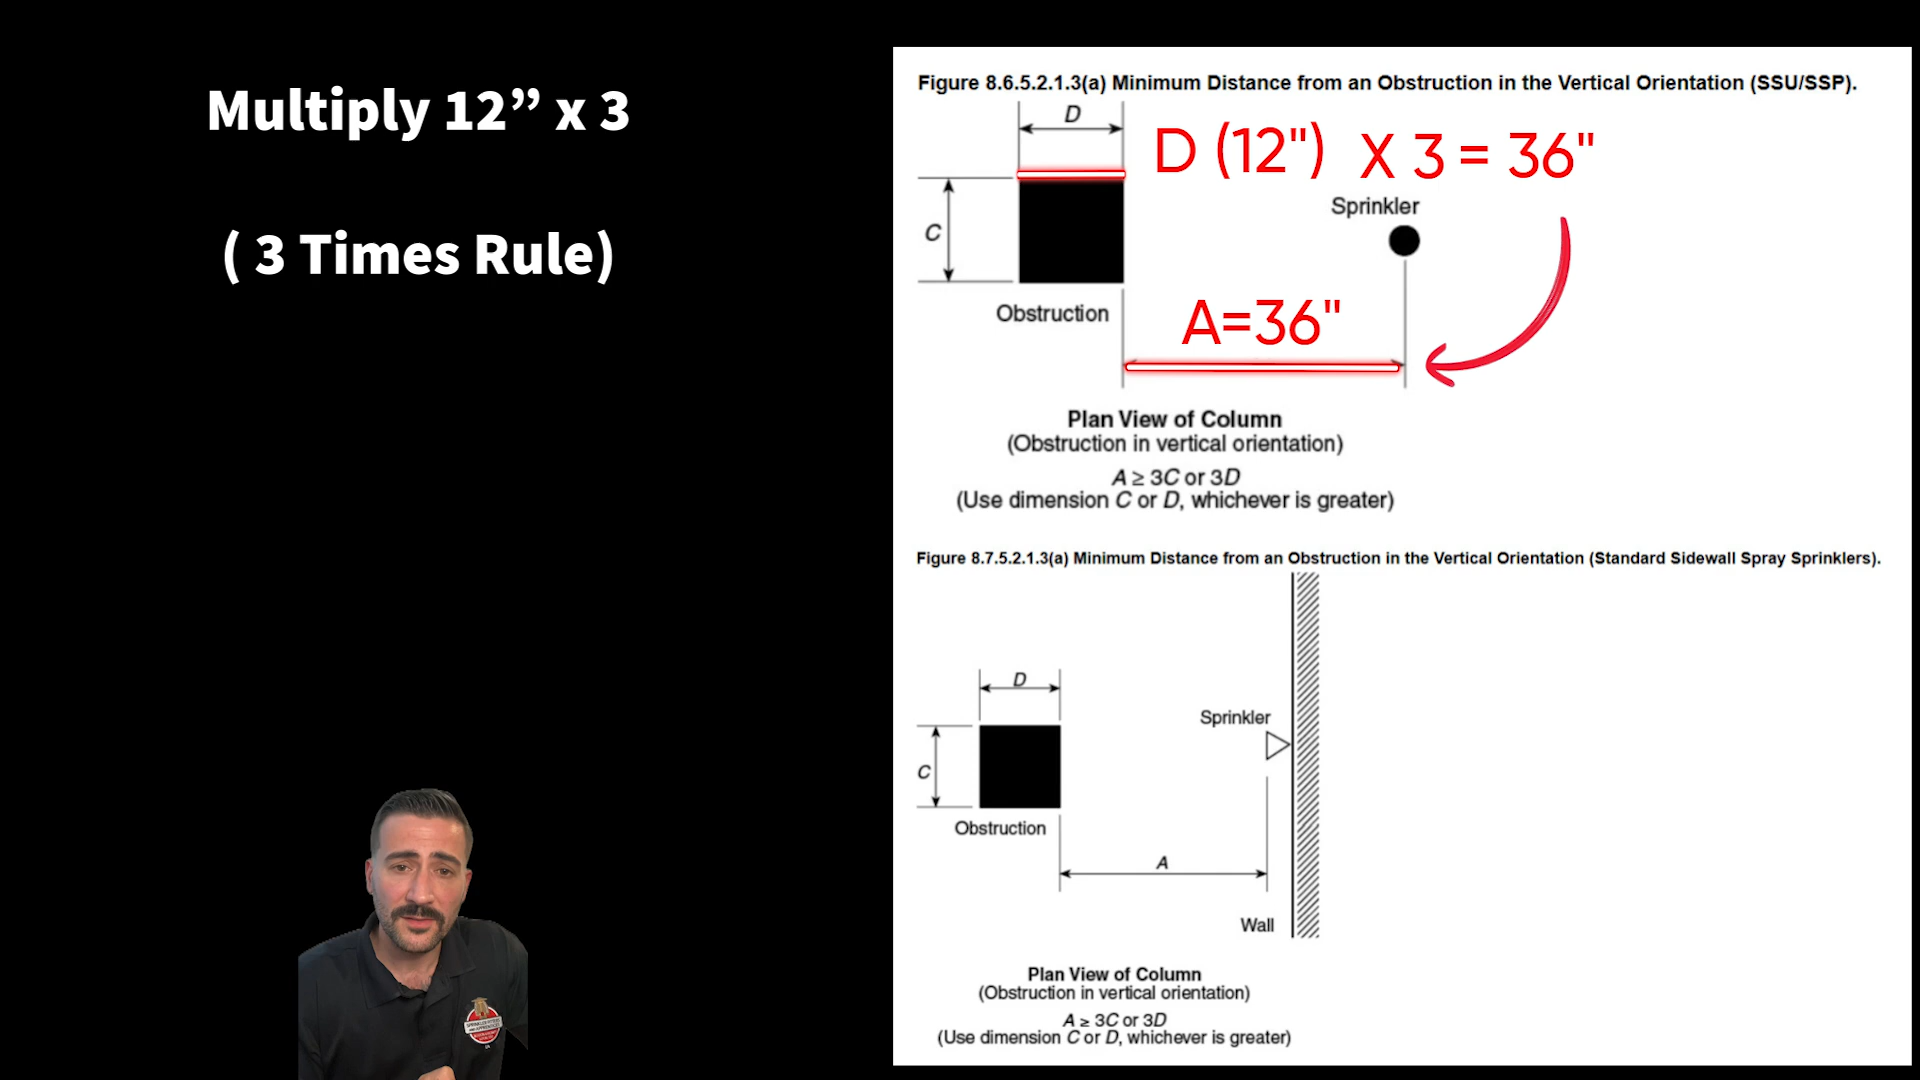 Multiply 12” x 3
( 3 Times Rule)
Figure 8.6.5.2.1.3(a) Minimum Distance from an Obstruction in the Vertical Orientation (SSU/SSP).
D
D (12") X 3 = 36"
Sprinkler
C
Obstruction
A=36"
Plan View of Column
(Obstruction in vertical orientation)
A ≥ 3C or 3D
(Use dimension C or D, whichever is greater)
Figure 8.7.5.2.1.3(a) Minimum Distance from an Obstruction in the Vertical Orientation (Standard Sidewall Spray Sprinklers).
D
Sprinkler
C
Obstruction
A
Wall
Plan View of Column
(Obstruction in vertical orientation)
A ≥ 3C or 3D
(Use dimension C or D, whichever is greater)